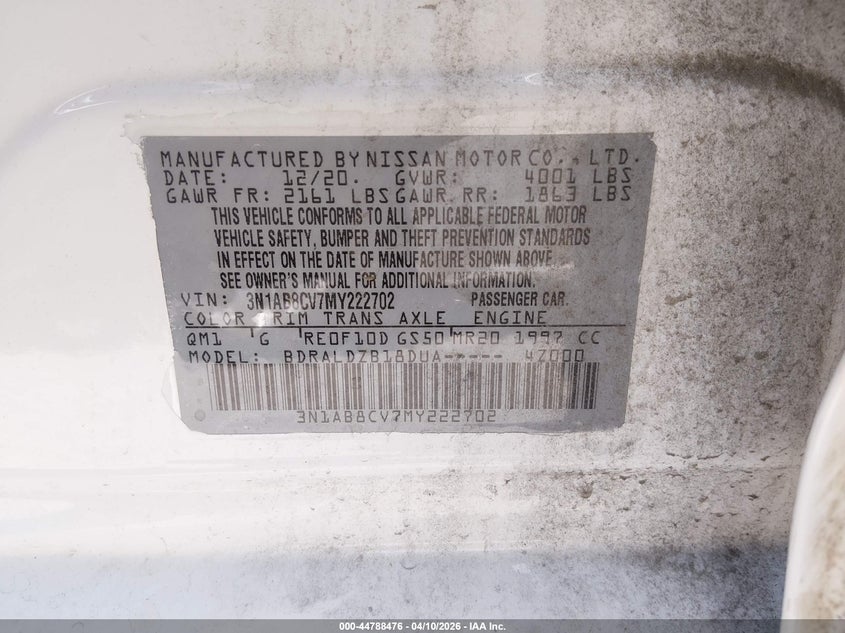 MANUFACTURED BY NISSAN MOTOR CO., LTD.
DATE: 12/20. GVWR: 4001 LBS
GAWR FR: 2161 LBS GAWR. RR: 1863 LBS
THIS VEHICLE CONFORMS TO ALL APPLICABLE FEDERAL MOTOR
VEHICLE SAFETY, BUMPER AND THEFT PREVENTION STANDARDS
IN EFFECT ON THE DATE OF MANUFACTURE SHOWN ABOVE.
SEE OWNER'S MANUAL FOR ADDITIONAL INFORMATION.
VIN: 3N1AB8CV7MY222702 PASSENGER CAR.
COLOR TRIM TRANS AXLE ENGINE
QM1 G RE0F10D GS50 MR20 1997 CC
MODEL: BDRALDZB18DUA----- 4Z000
3N1AB8CV7MY222702
000-44788476 | 04/10/2026 - IAA Inc.